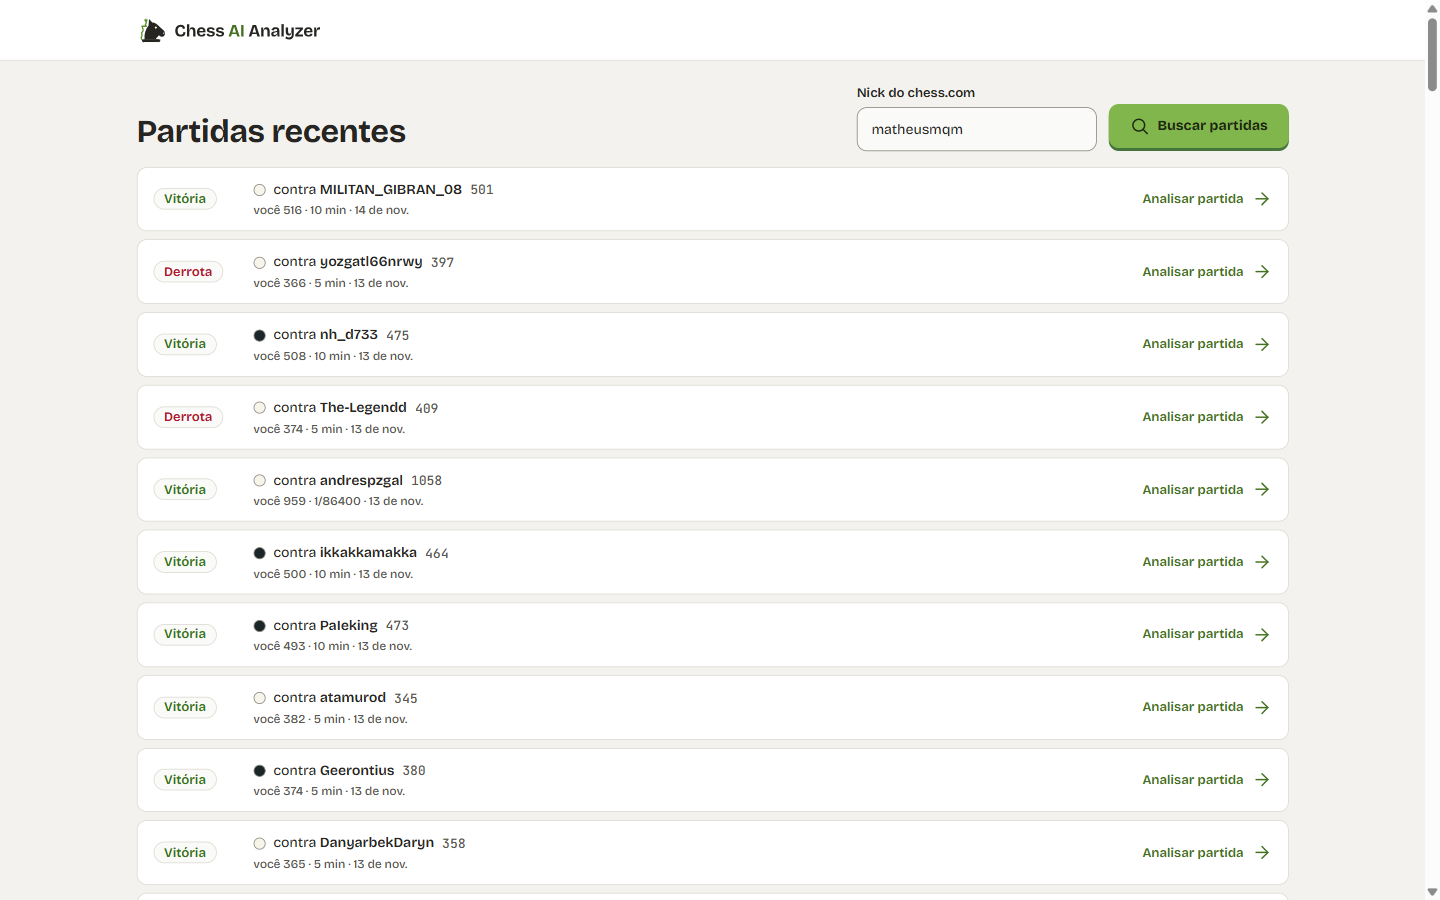 Chess AI Analyzer
Nick do chess.com
Partidas recentes
matheusmqm
Buscar partidas
Vitória
contra MILITAN_GIBRAN_08 501
você 516 · 10 min · 14 de nov.
Analisar partida
Derrota
contra yozgatl66nrwy 397
você 366 · 5 min · 13 de nov.
Analisar partida
Vitória
contra nh_d733 475
você 508 · 10 min · 13 de nov.
Analisar partida
Derrota
contra The-Legendd 409
você 374 · 5 min · 13 de nov.
Analisar partida
Vitória
contra andrespzgal 1058
você 959 · 1/86400 · 13 de nov.
Analisar partida
Vitória
contra ikkakkamakka 464
você 500 · 10 min · 13 de nov.
Analisar partida
Vitória
contra PaIeking 473
você 493 · 10 min · 13 de nov.
Analisar partida
Vitória
contra atamurod 345
você 382 · 5 min · 13 de nov.
Analisar partida
Vitória
contra Geerontius 380
você 374 · 5 min · 13 de nov.
Analisar partida
Vitória
contra DanyarbekDaryn 358
você 365 · 5 min · 13 de nov.
Analisar partida